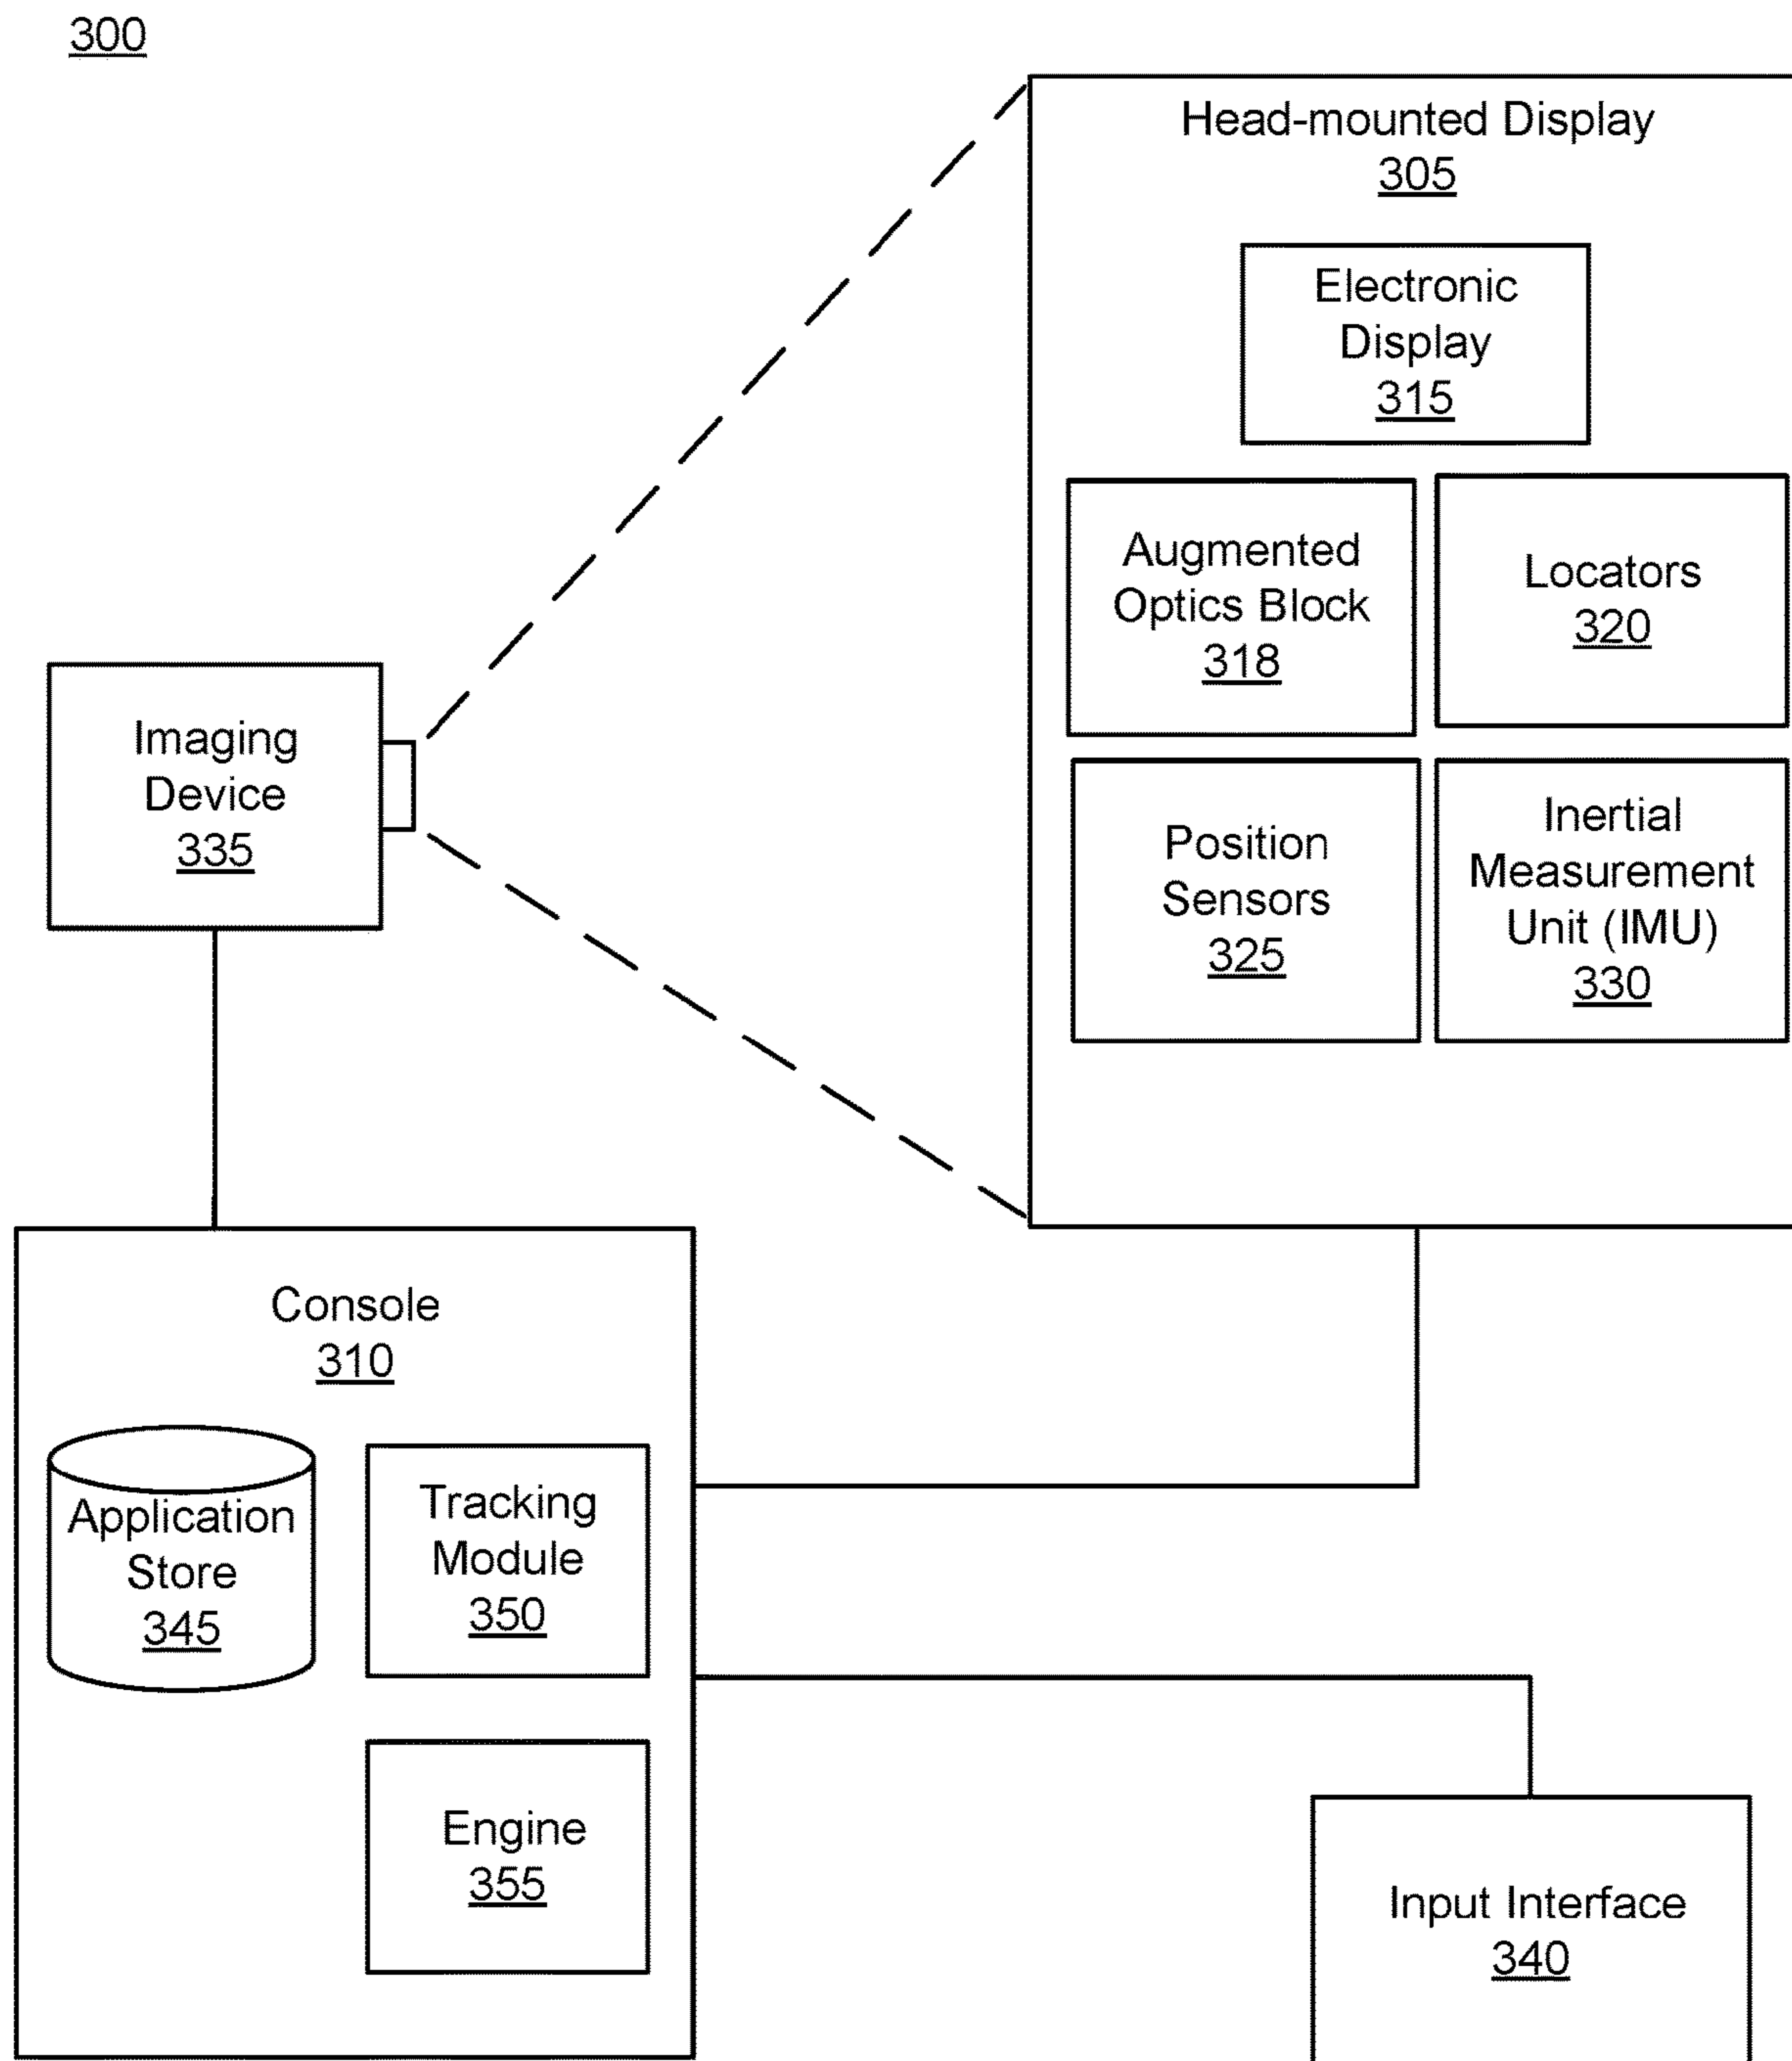 300
Head-mounted Display
305
Electronic
Display
315
Augmented
Optics Block
318
Locators
320
Imaging
Device
335
Position
Sensors
325
Inertial
Measurement
Unit (IMU)
330
Console
310
Application
Store
345
Tracking
Module
350
Engine
355
Input Interface
340